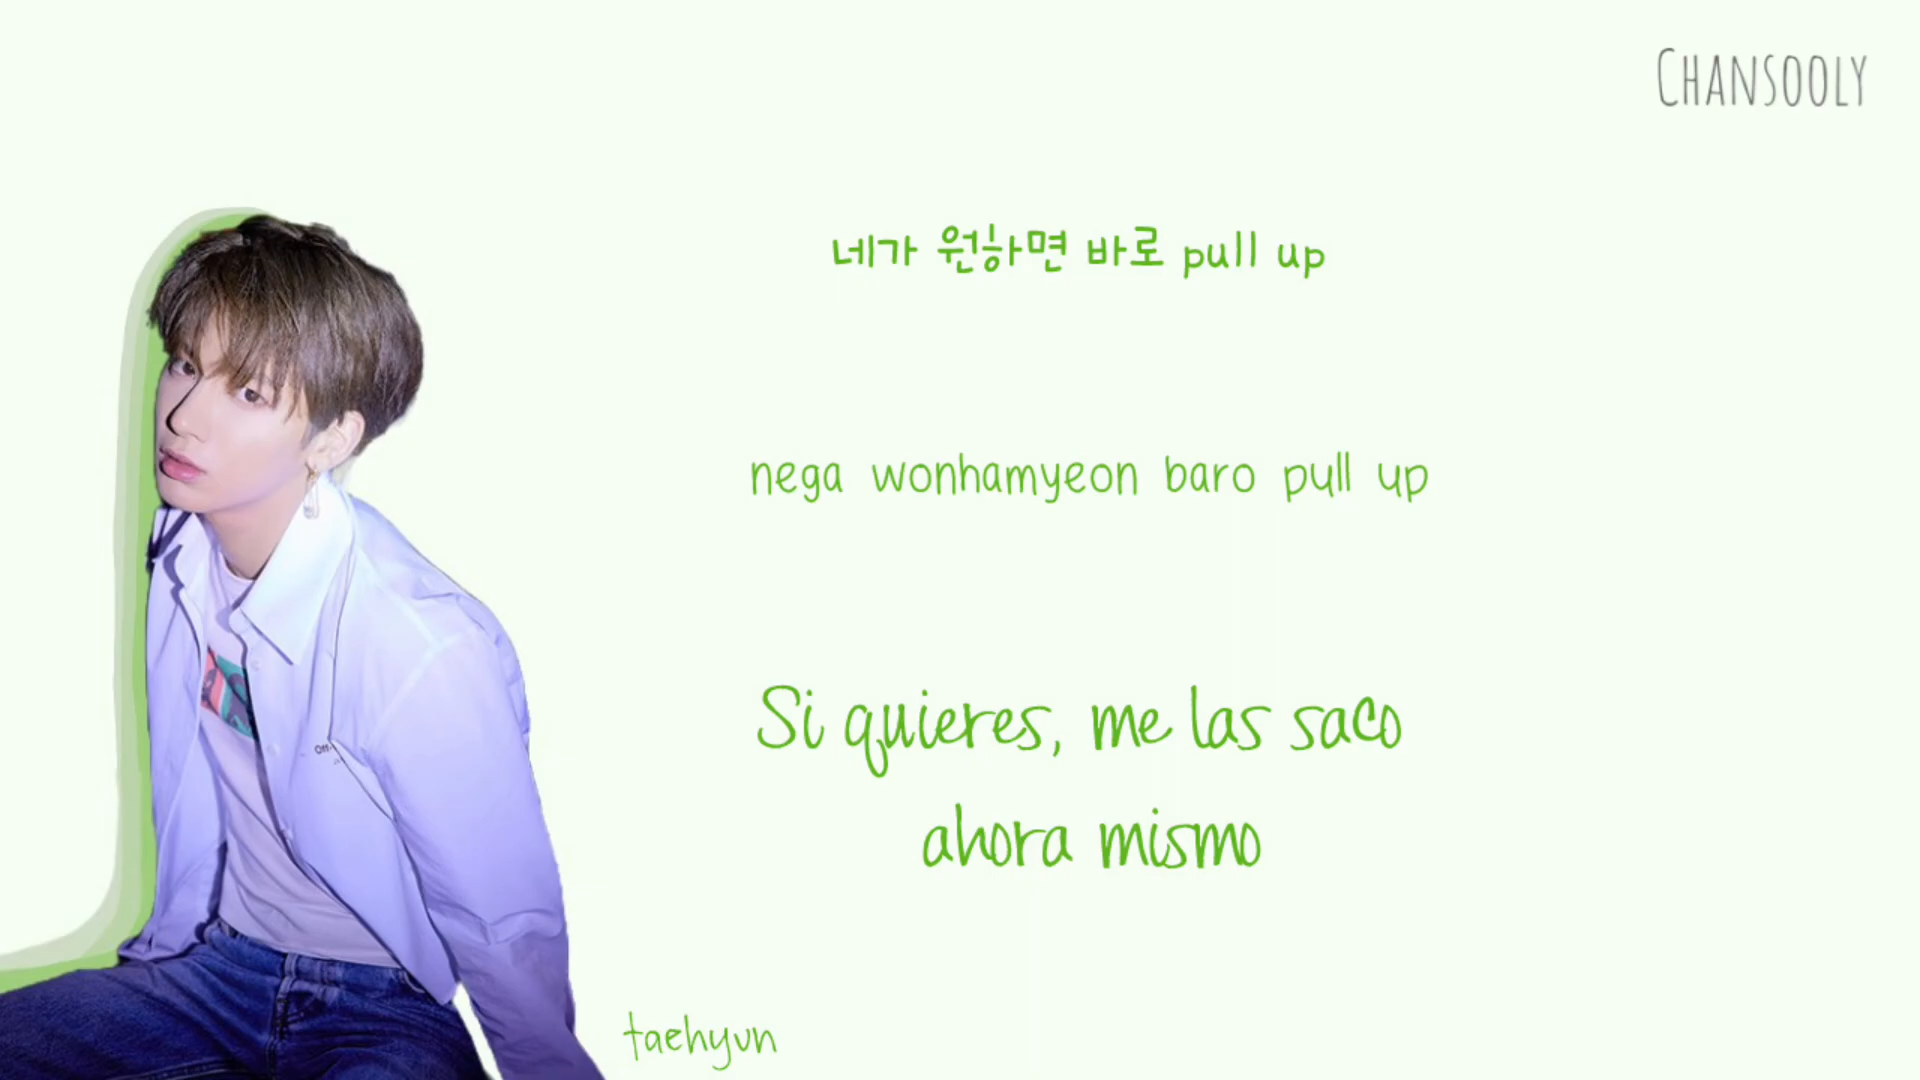 CHANSOOLY
네가 원하면 바로 pull up
nega wonhamyeon baro pull up
Si quieres, me las saco
ahora mismo
Off-
taehyun